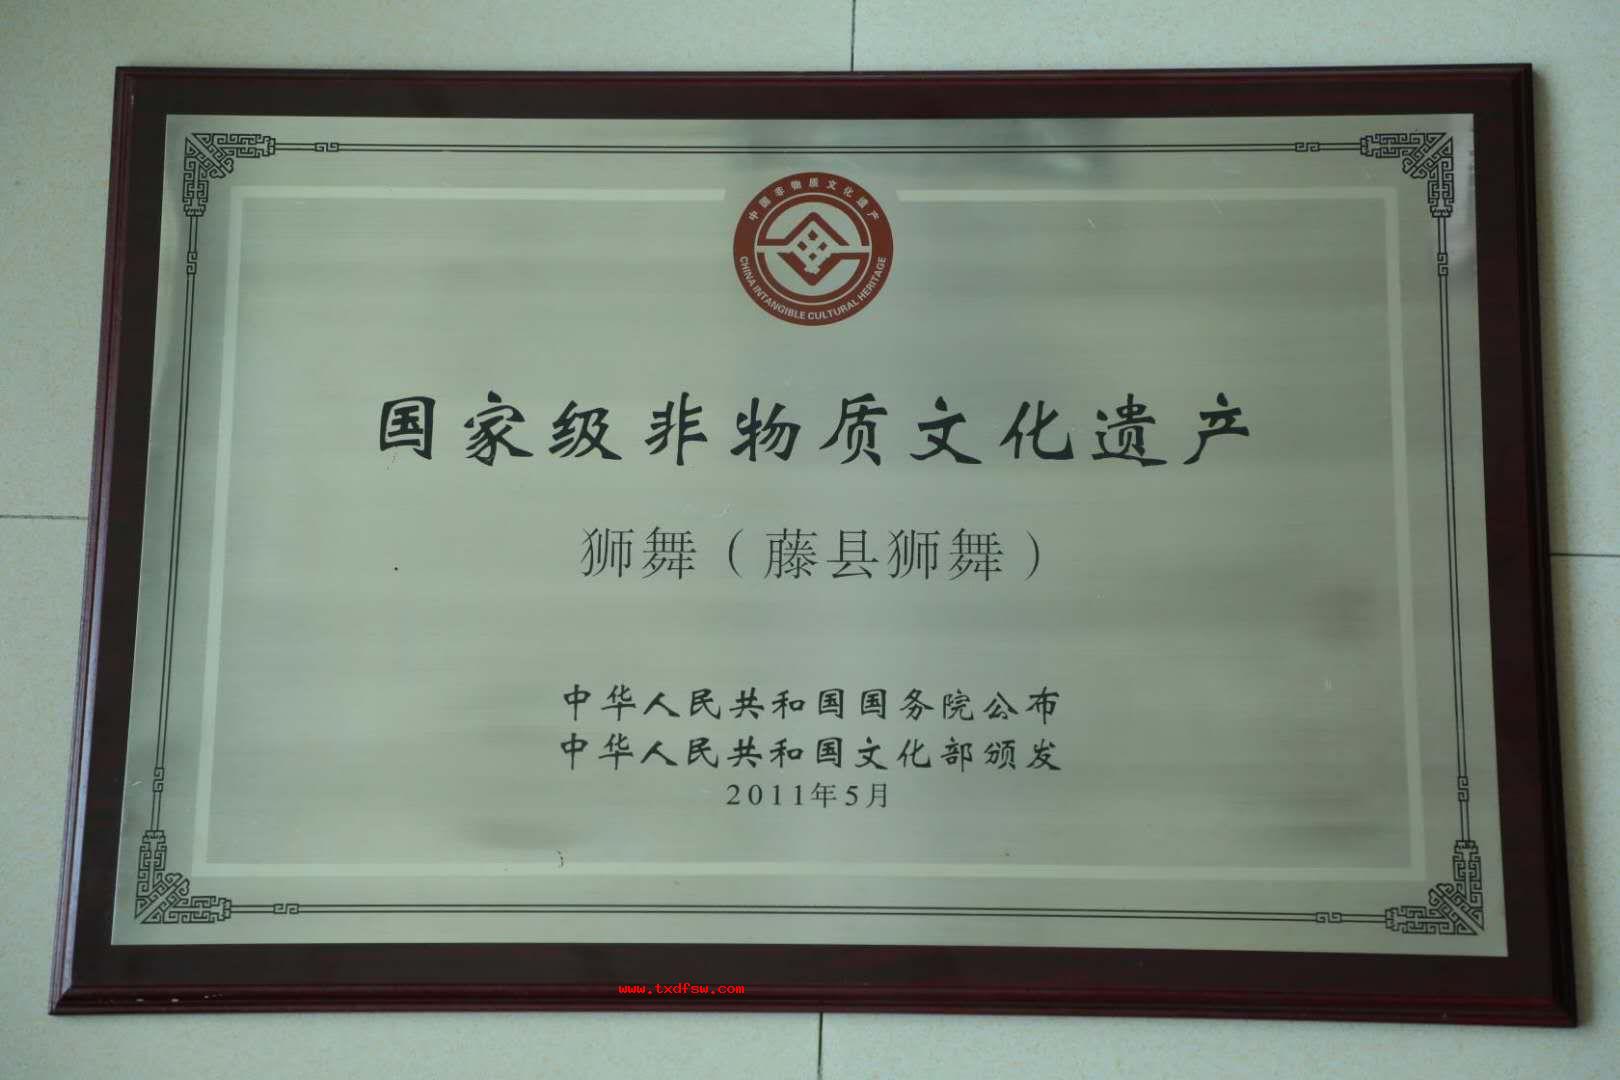 中国非物质文化遗产
CHINA INTANGIBLE CULTURAL HERITAGE
国家级非物质文化遗产
狮舞（藤县狮舞）
中华人民共和国国务院公布
中华人民共和国文化部颁发
2011年5月
www.txdfsw.com